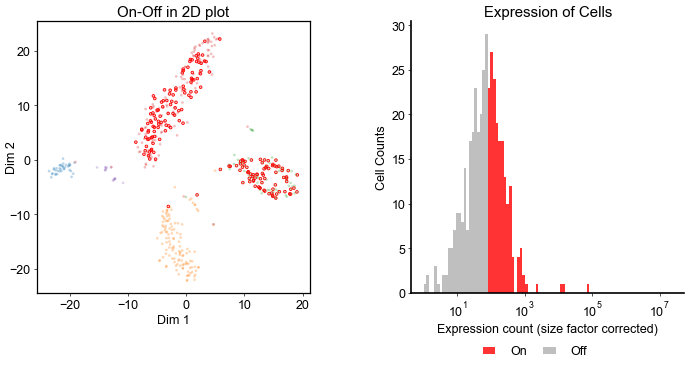 On-Off in 2D plot
Dim 2
20
10
0
−10
−20
−20
−10
0
10
20
Dim 1
Expression of Cells
Cell Counts
30
25
20
15
10
5
0
10^1
10^3
10^5
10^7
Expression count (size factor corrected)
On
Off